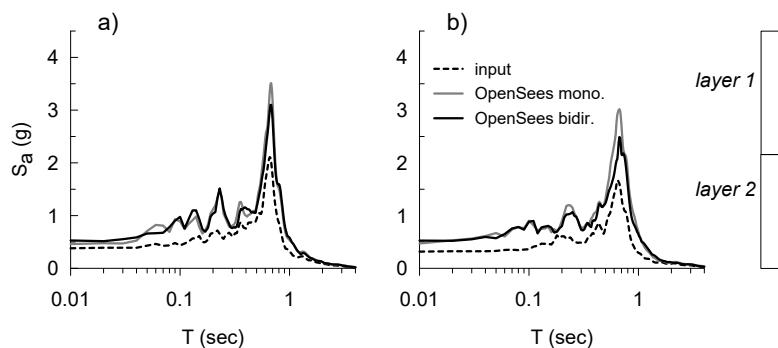 a)
b)
4
3
2
1
0
S_a (g)
0.01
0.1
1
T (sec)
4
3
2
1
0
0.01
0.1
1
T (sec)
input
OpenSees mono.
OpenSees bidir.
layer 1
layer 2